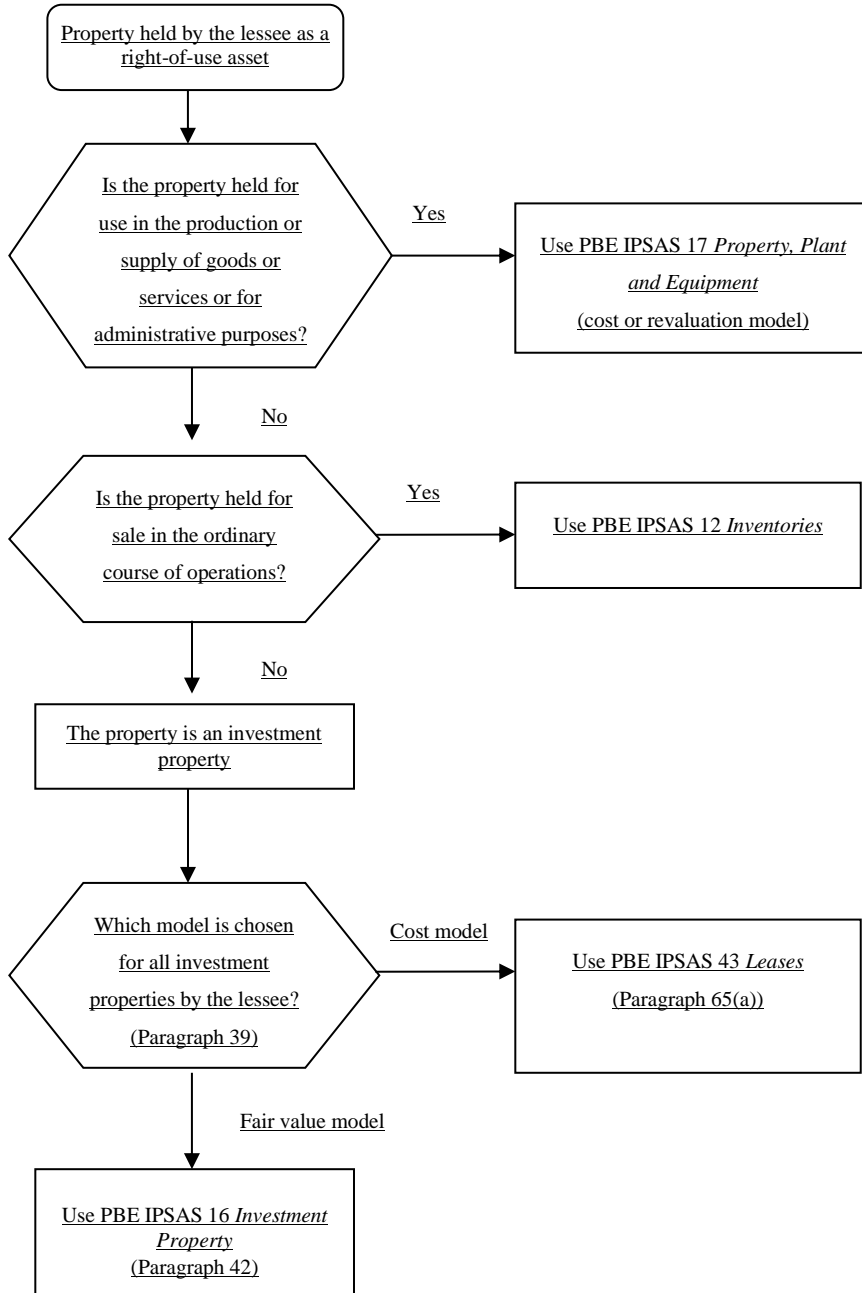 Property held by the lessee as a
right-of-use asset
Is the property held for
use in the production or
supply of goods or
services or for
administrative purposes?
Yes
Use PBE IPSAS 17 Property, Plant
and Equipment
(cost or revaluation model)
No
Is the property held for
sale in the ordinary
course of operations?
Yes
Use PBE IPSAS 12 Inventories
No
The property is an investment
property
Which model is chosen
for all investment
properties by the lessee?
(Paragraph 39)
Cost model
Use PBE IPSAS 43 Leases
(Paragraph 65(a))
Fair value model
Use PBE IPSAS 16 Investment
Property
(Paragraph 42)